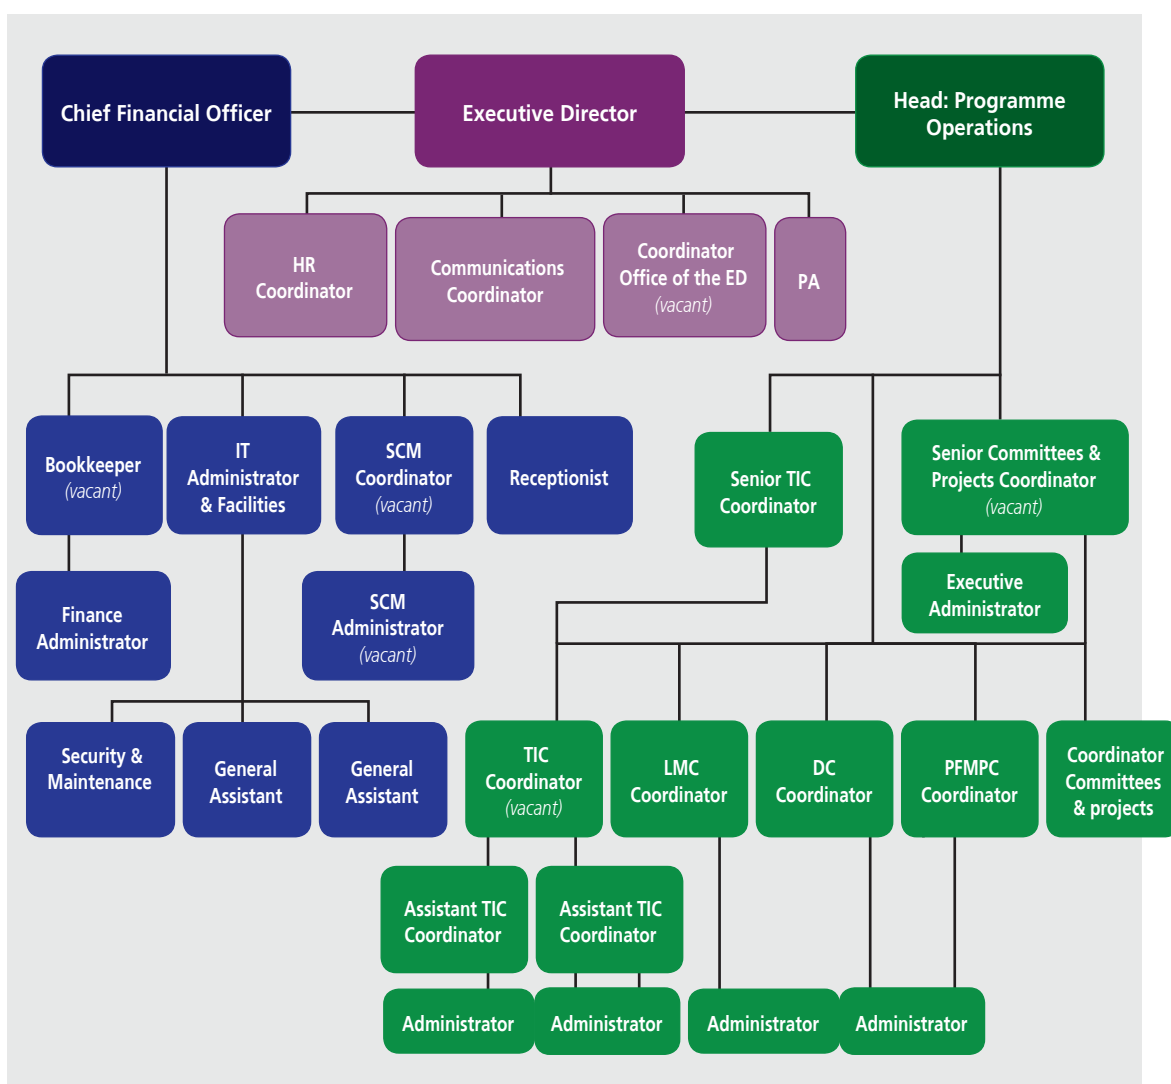 Chief Financial Officer
Executive Director
Head: Programme
Operations
HR
Coordinator
Communications
Coordinator
Coordinator
Office of the ED
(vacant)
PA
Bookkeeper
(vacant)
IT
Administrator
& Facilities
SCM
Coordinator
(vacant)
Receptionist
Senior TIC
Coordinator
Senior Committees &
Projects Coordinator
(vacant)
Executive
Administrator
Finance
Administrator
SCM
Administrator
(vacant)
Security &
Maintenance
General
Assistant
General
Assistant
TIC
Coordinator
(vacant)
LMC
Coordinator
DC
Coordinator
PFMPC
Coordinator
Coordinator
Committees
& projects
Assistant TIC
Coordinator
Assistant TIC
Coordinator
Administrator
Administrator
Administrator
Administrator